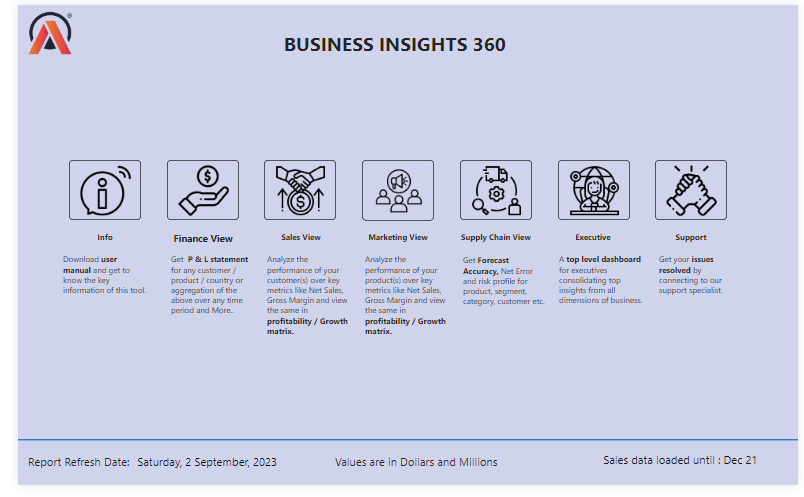 BUSINESS INSIGHTS 360
Info
Download user
manual and get to
know the key
information of this tool.
Finance View
Get P & L statement
for any customer /
product / country or
aggregation of the
above over any time
period and More..
Sales View
Analyze the
performance of your
customer(s) over key
metrics like Net Sales,
Gross Margin and view
the same in
profitability / Growth
matrix.
Marketing View
Analyze the
performance of your
product(s) over key
metrics like Net Sales,
Gross Margin and view
the same in
profitability / Growth
matrix.
Supply Chain View
Get Forecast
Accuracy, Net Error
and risk profile for
product, segment,
category, customer etc.
Executive
A top level dashboard
for executives
consolidating top
insights from all
dimensions of business.
Support
Get your issues
resolved by
connecting to our
support specialist.
Report Refresh Date: Saturday, 2 September, 2023
Values are in Dollars and Millions
Sales data loaded until : Dec 21